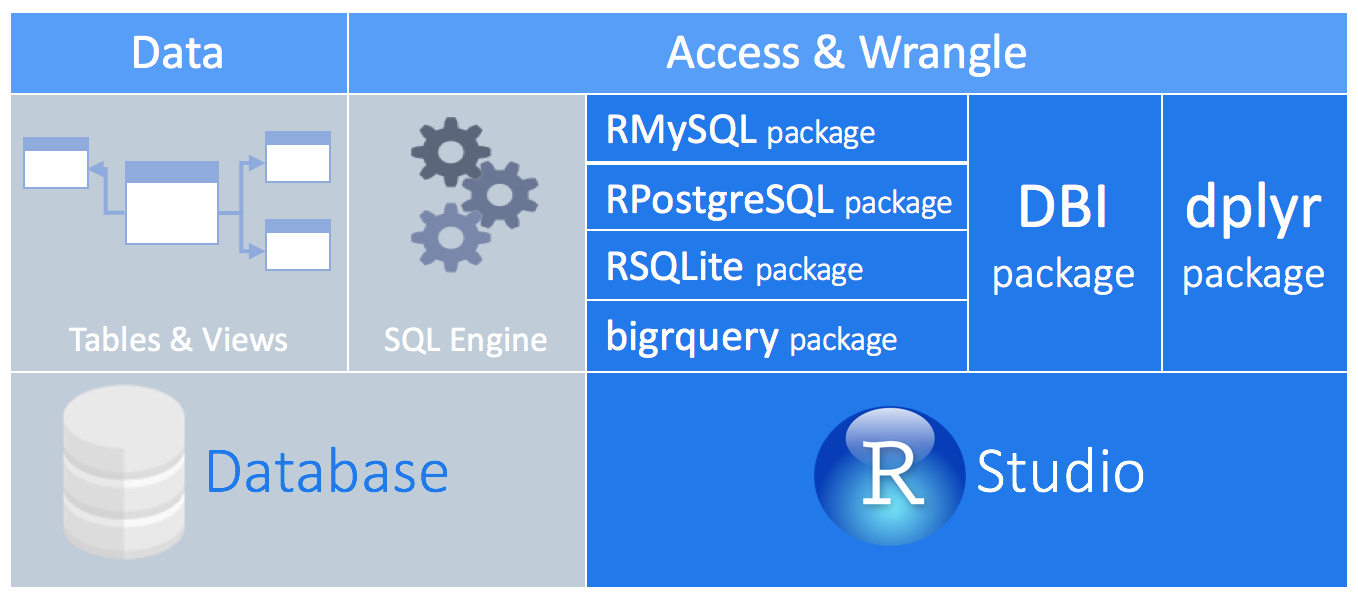 Data
Access & Wrangle
Tables & Views
SQL Engine
RMySQL package
RPostgreSQL package
RSQLite package
bigrquery package
DBI
package
dplyr
package
Database
R Studio